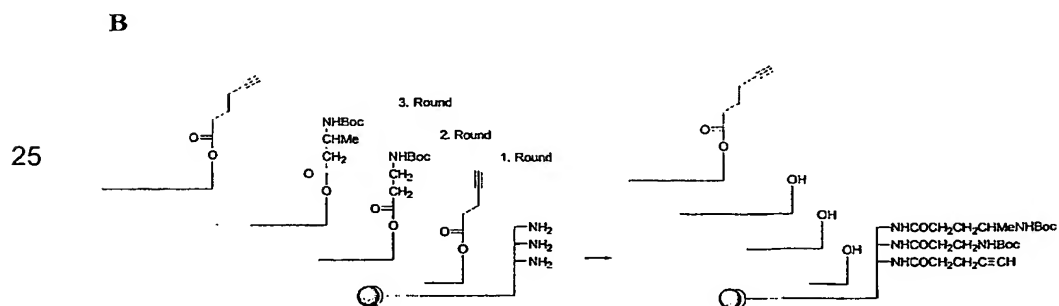 B
25
3. Round
2. Round
1. Round
O
O
NHBoc
CHMe
CH₂
O
O
NHBoc
CH₂
CH₂
O
O
O
O
NH₂
NH₂
NH₂
O
O
OH
OH
OH
NHCOCH₂CH₂CHMeNHBoc
NHCOCH₂CH₂NHBoc
NHCOCH₂CH₂C≡CH